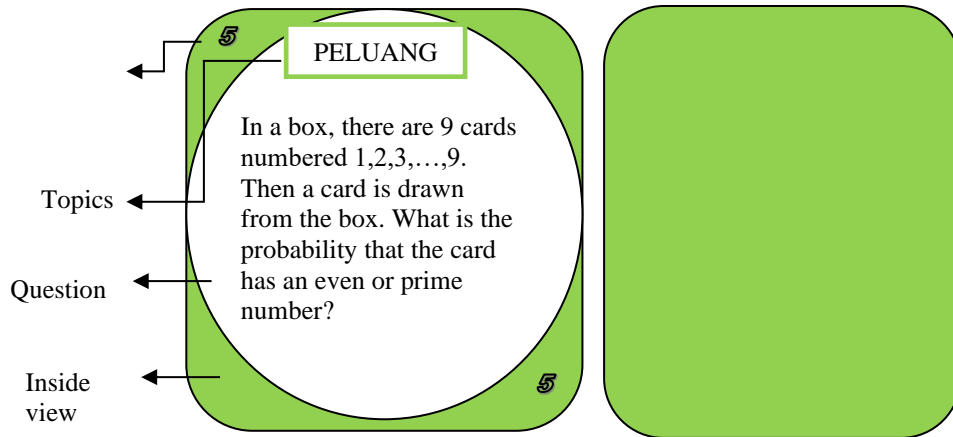 5
PELUANG
In a box, there are 9 cards
numbered 1,2,3,…,9.
Then a card is drawn
from the box. What is the
probability that the card
has an even or prime
number?
Topics
Question
Inside
view
5